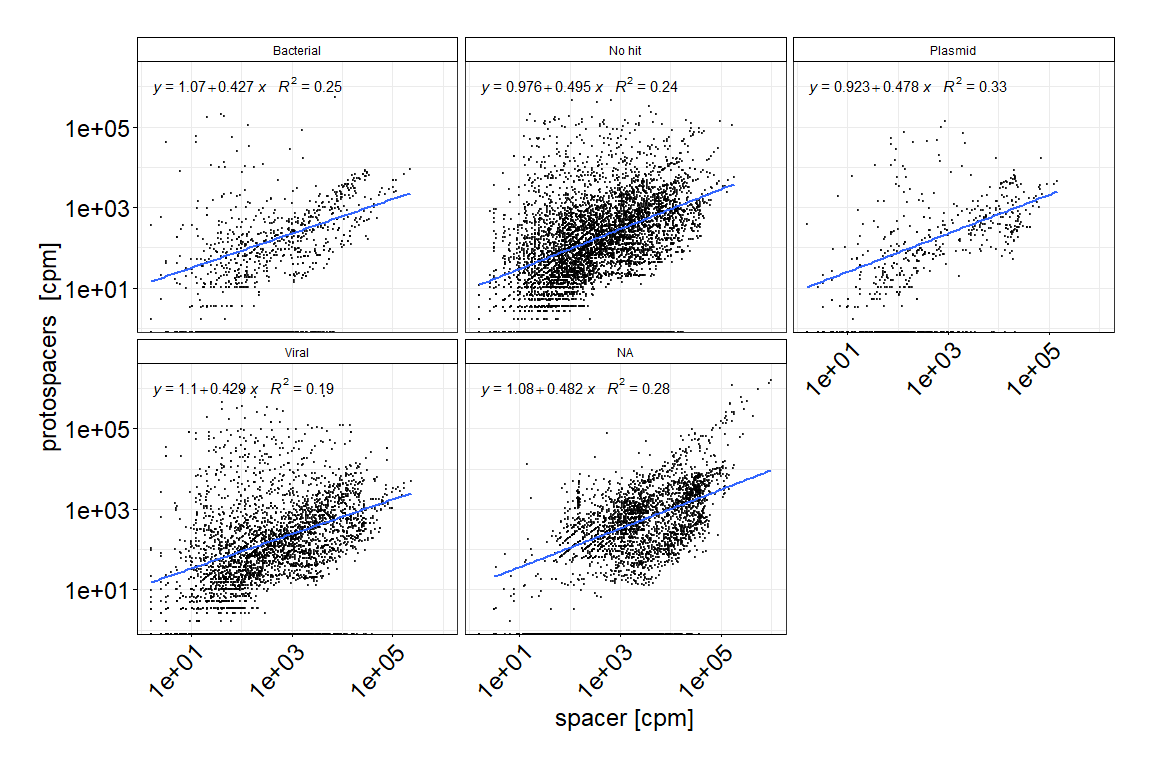 Bacterial
No hit
Plasmid
y = 1.07 + 0.427 x R² = 0.25
y = 0.976 + 0.495 x R² = 0.24
y = 0.923 + 0.478 x R² = 0.33
1e+05
1e+03
1e+01
Viral
NA
1e+01
1e+03
1e+05
y = 1.1 + 0.429 x R² = 0.19
y = 1.08 + 0.482 x R² = 0.28
1e+05
1e+03
1e+01
protospacers [cpm]
1e+01
1e+03
1e+05
1e+01
1e+03
1e+05
spacer [cpm]